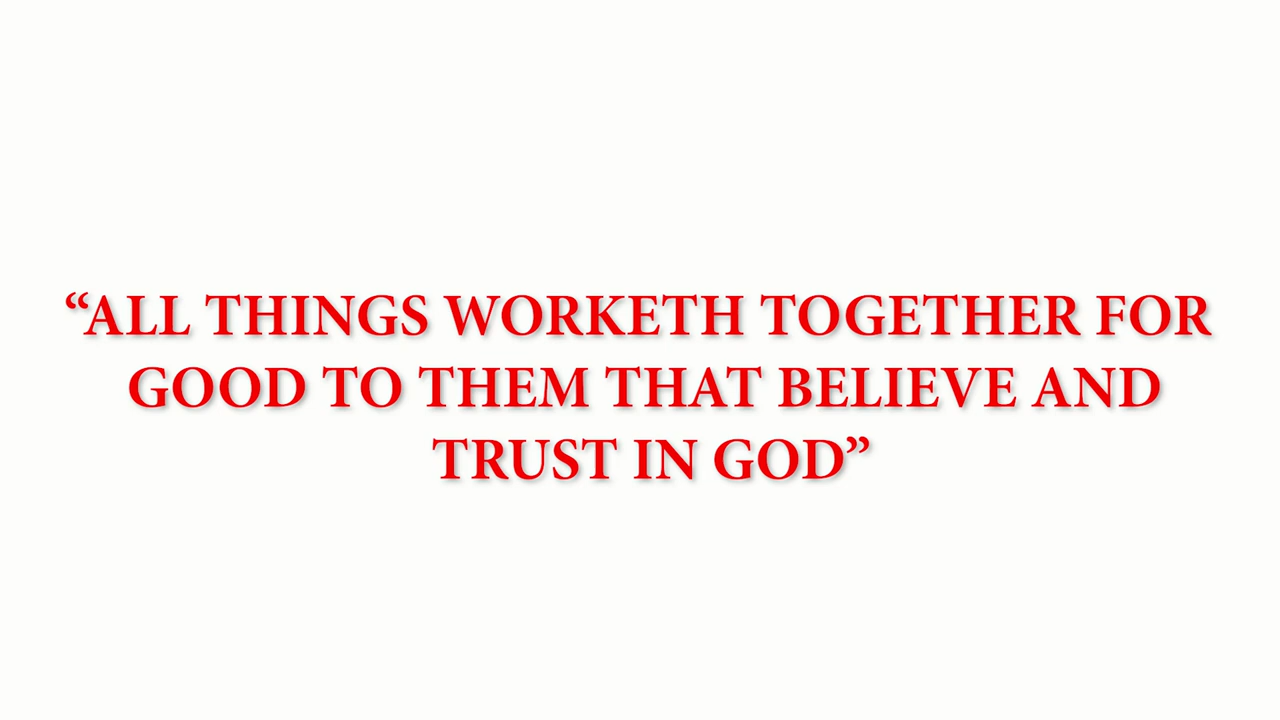 “ALL THINGS WORKETH TOGETHER FOR
GOOD TO THEM THAT BELIEVE AND
TRUST IN GOD”